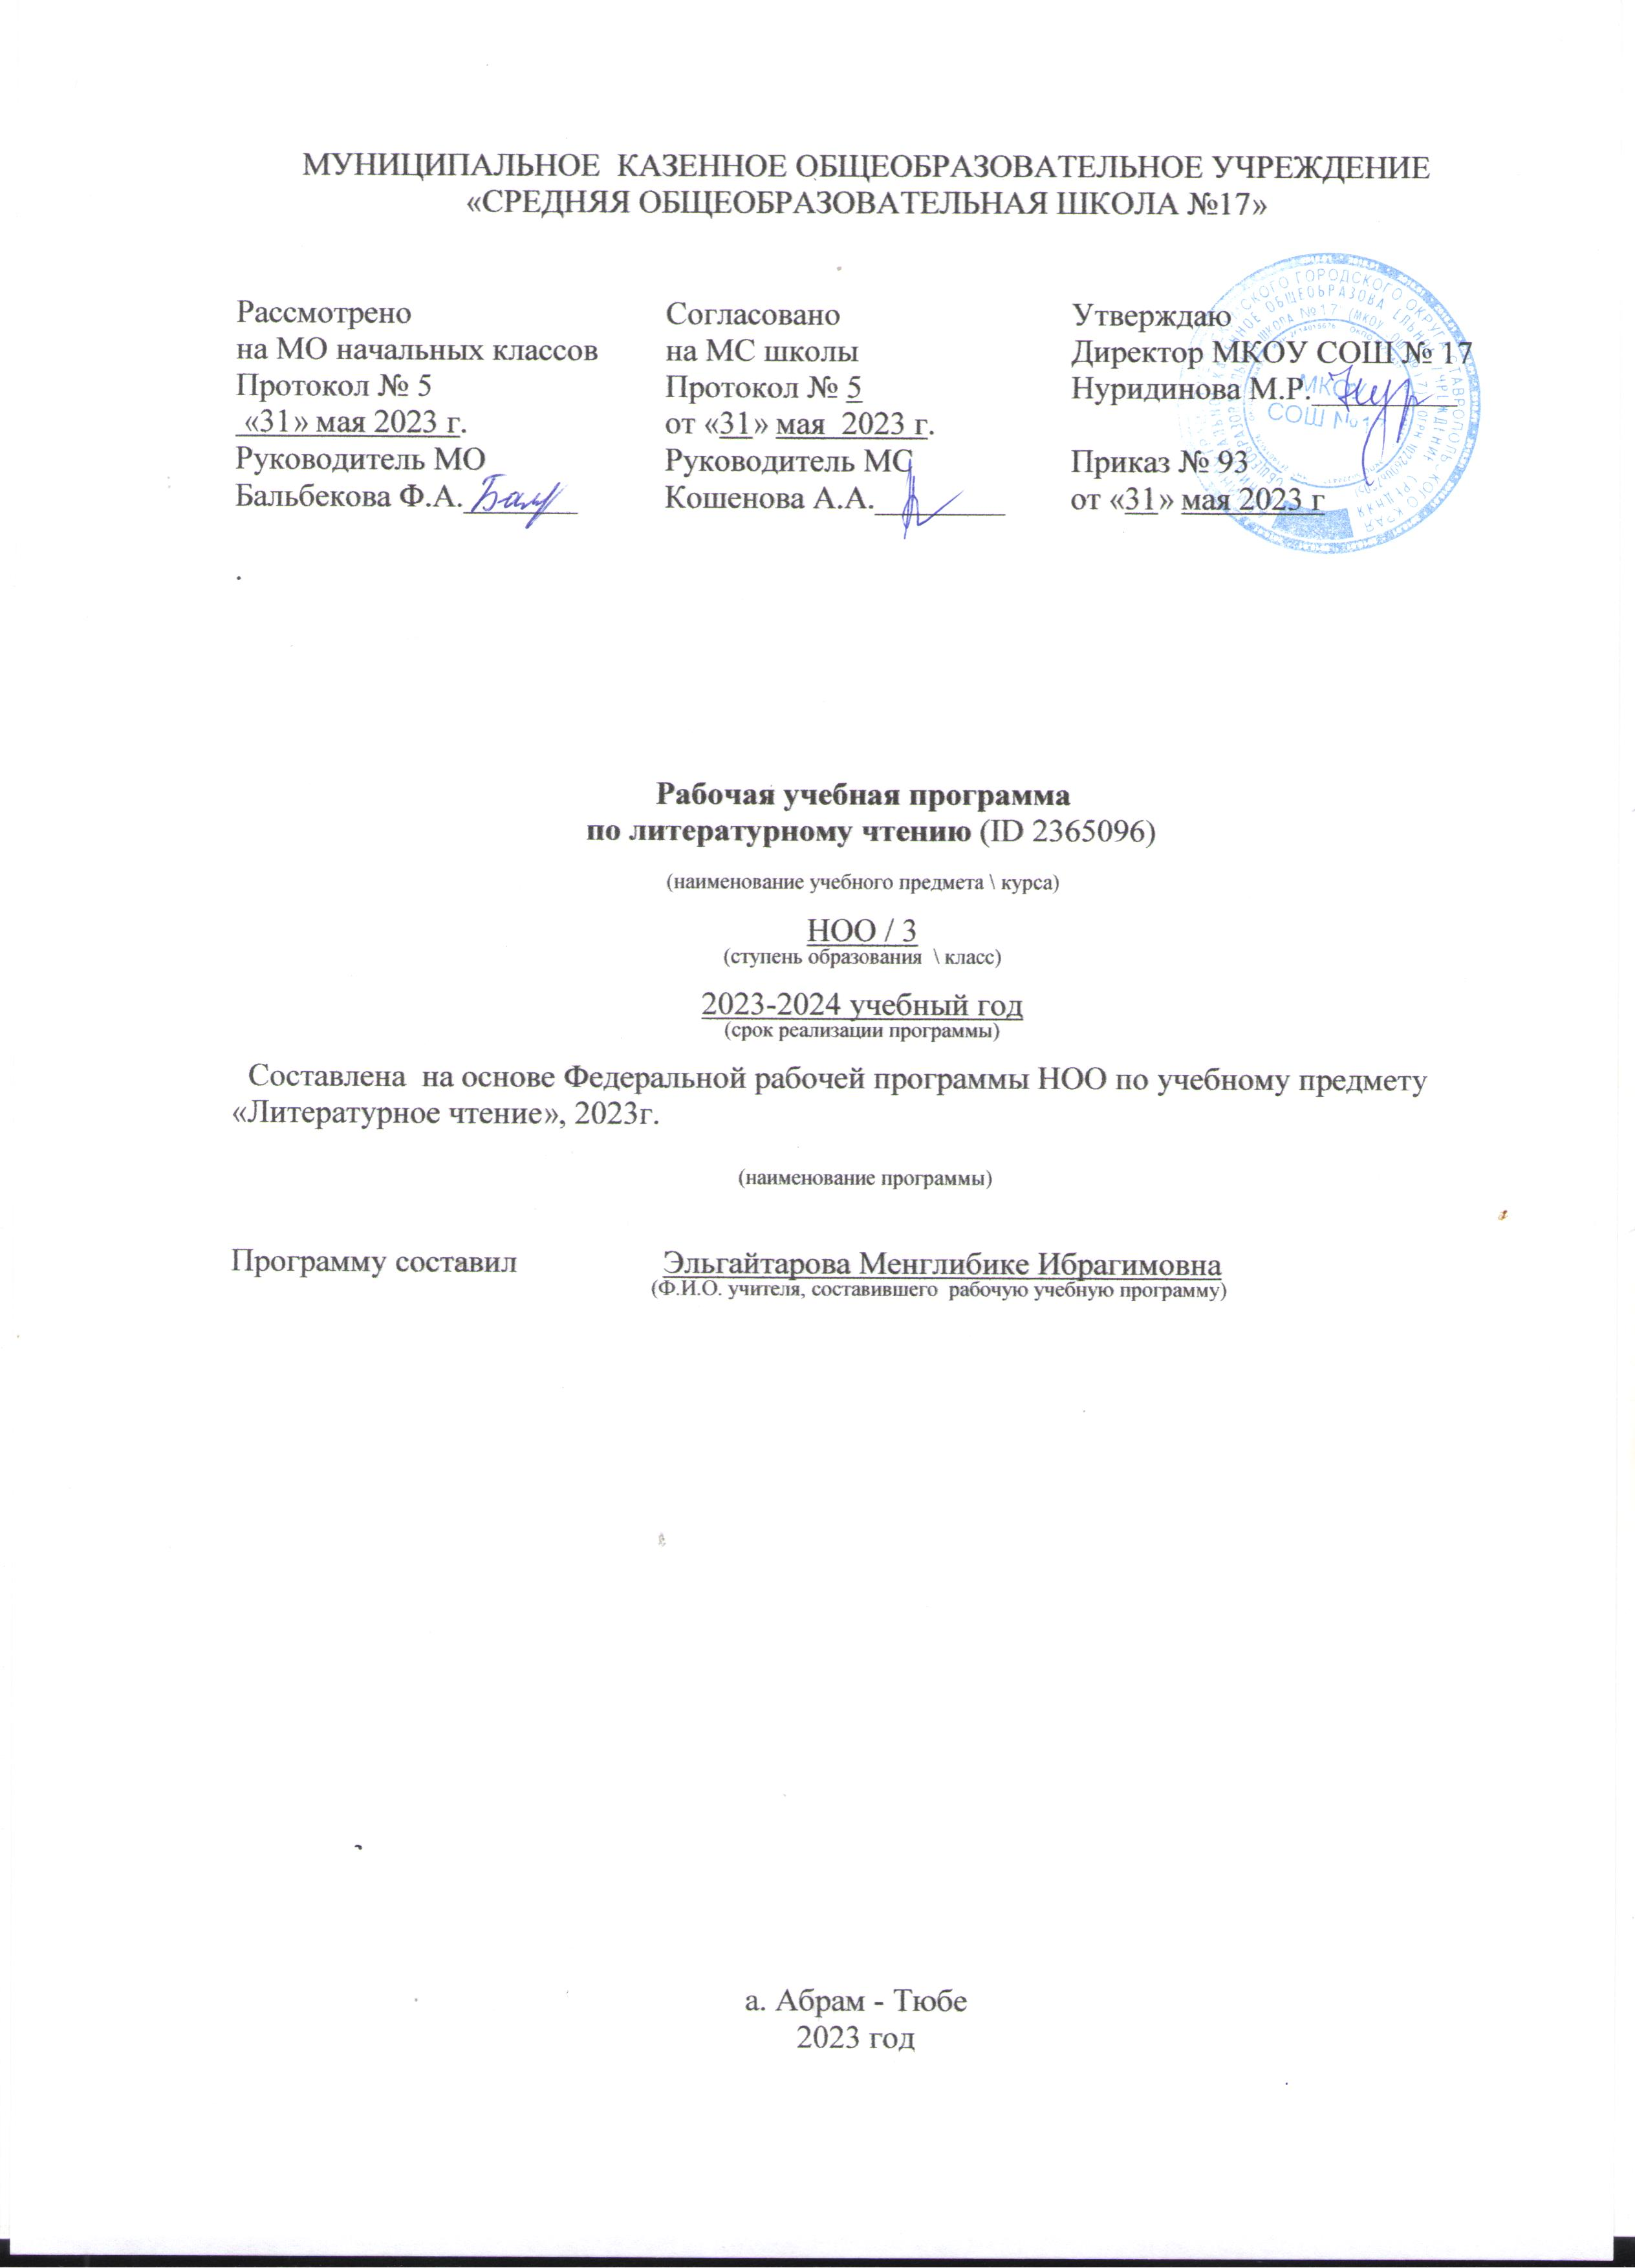 МУНИЦИПАЛЬНОЕ КАЗЕННОЕ ОБЩЕОБРАЗОВАТЕЛЬНОЕ УЧРЕЖДЕНИЕ
«СРЕДНЯЯ ОБЩЕОБРАЗОВАТЕЛЬНАЯ ШКОЛА №17»
Рассмотрено
на МО начальных классов
Протокол № 5
«31» мая 2023 г.
Руководитель МО
Бальбекова Ф.А.
Согласовано
на МС школы
Протокол № 5
от «31» мая 2023 г.
Руководитель МС
Кошенова А.А.
Утверждаю
Директор МКОУ СОШ № 17
Нуридинова М.Р.
Приказ № 93
от «31» мая 2023 г
МКОУ
СОШ №1
Рабочая учебная программа
по литературному чтению (ID 2365096)
(наименование учебного предмета \ курса)
НОО / 3
(ступень образования \ класс)
2023-2024 учебный год
(срок реализации программы)
Составлена на основе Федеральной рабочей программы НОО по учебному предмету
«Литературное чтение», 2023г.
(наименование программы)
Программу составил Эльгайтарова Менглибике Ибрагимовна
(Ф.И.О. учителя, составившего рабочую учебную программу)
а. Абрам - Тюбе
2023 год